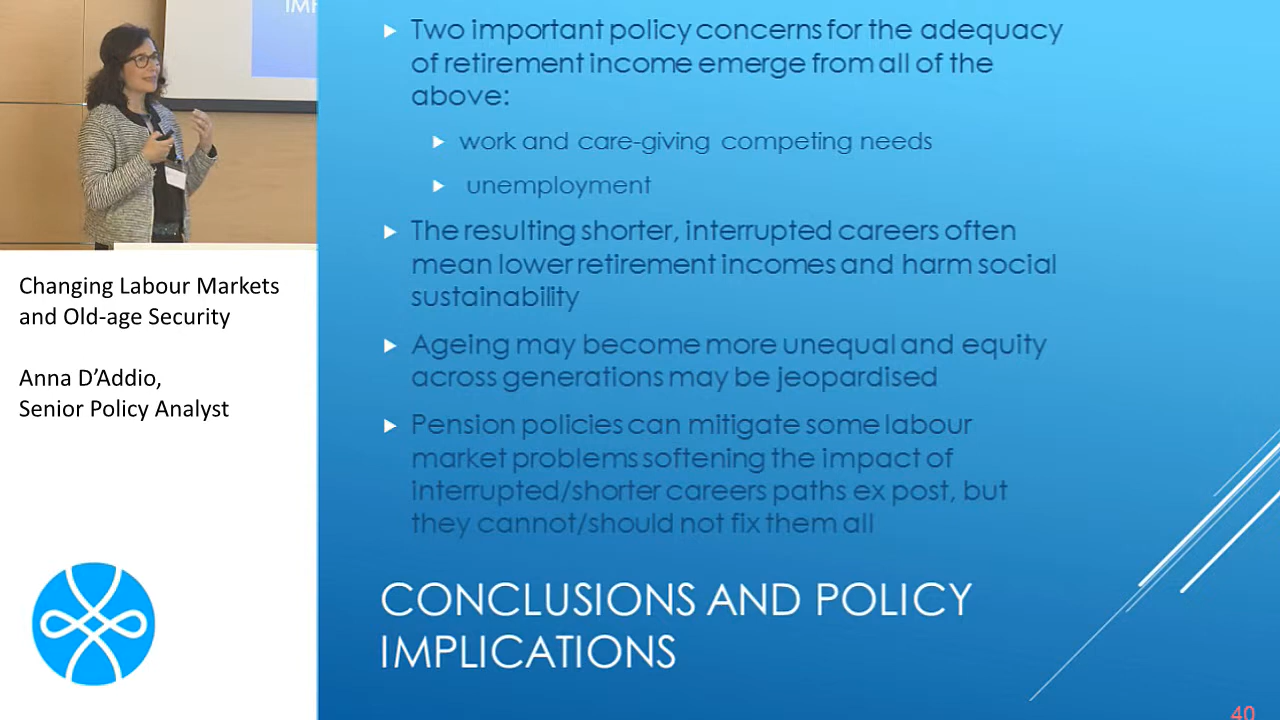 Two important policy concerns for the adequacy
of retirement income emerge from all of the
above:
work and care-giving competing needs
unemployment
The resulting shorter, interrupted careers often
mean lower retirement incomes and harm social
sustainability
Ageing may become more unequal and equity
across generations may be jeopardised
Pension policies can mitigate some labour
market problems softening the impact of
interrupted/shorter careers paths ex post, but
they cannot/should not fix them all
CONCLUSIONS AND POLICY
IMPLICATIONS
40
Changing Labour Markets
and Old-age Security
Anna D’Addio,
Senior Policy Analyst